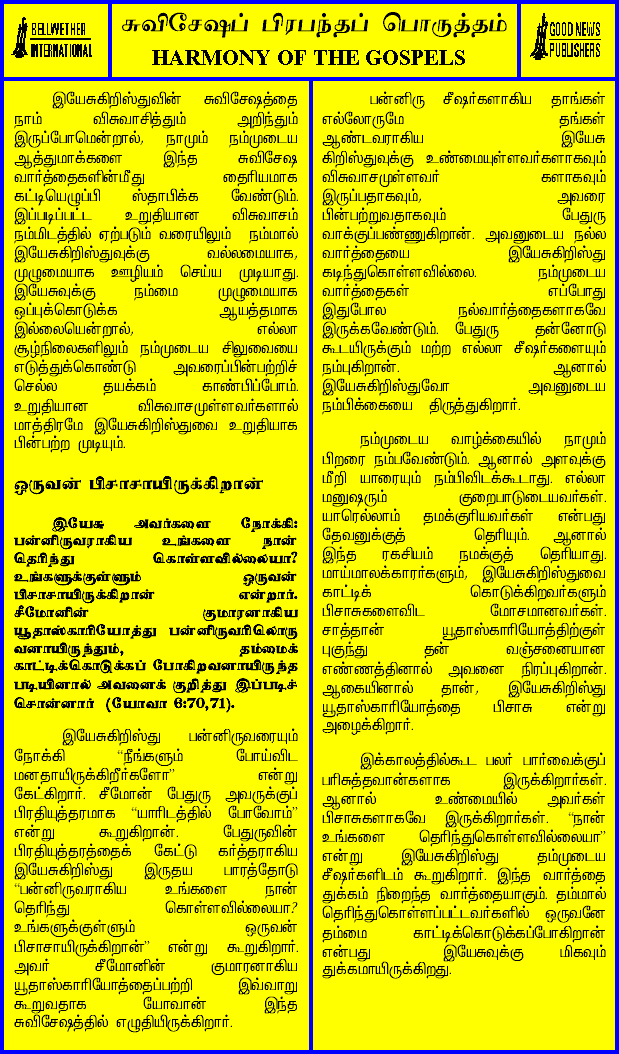 BELLWETHER
INTERNATIONAL
சுவிசேஷப் பிரபந்தப் பொருத்தம்
HARMONY OF THE GOSPELS
GOOD NEWS
PUBLISHERS
இயேசுகிறிஸ்துவின் சுவிசேஷத்தை
நாம் விசுவாசித்தும் அறிந்தும்
இருப்போமென்றால், நாமும் நம்முடைய
ஆத்துமாக்களை இந்த சுவிசேஷ
வார்த்தைகளின்மீது தைரியமாக
கட்டியெழுப்பி ஸ்தாபிக்க வேண்டும்.
இப்படிப்பட்ட உறுதியான விசுவாசம்
நம்மிடத்தில் ஏற்படும் வரையிலும் நம்மால்
இயேசுகிறிஸ்துவுக்கு வல்லமையாக,
முழுமையாக ஊழியம் செய்ய முடியாது.
இயேசுவுக்கு நம்மை முழுமையாக
ஒப்புக்கொடுக்க ஆயத்தமாக
இல்லையென்றால், எல்லா
சூழ்நிலைகளிலும் நம்முடைய சிலுவையை
எடுத்துக்கொண்டு அவரைப்பின்பற்றிச்
செல்ல தயக்கம் காண்பிப்போம்.
உறுதியான விசுவாசமுள்ளவர்களால்
மாத்திரமே இயேசுகிறிஸ்துவை உறுதியாக
பின்பற்ற முடியும்.
ஒருவன் பிசாசாயிருக்கிறான்
இயேசு அவர்களை நோக்கி:
பன்னிருவராகிய உங்களை நான்
தெரிந்து கொள்ளவில்லையா?
உங்களுக்குள்ளும் ஒருவன்
பிசாசாயிருக்கிறான் என்றார்.
சீமோனின் குமாரனாகிய
யூதாஸ்காரியோத்து பன்னிருவரிலொரு
வனாயிருந்தும், தம்மைக்
காட்டிக்கொடுக்கப் போகிறவனாயிருந்த
படியினால் அவனைக் குறித்து இப்படிச்
சொன்னார் (யோவா 6:70,71).
இயேசுகிறிஸ்து பன்னிருவரையும்
நோக்கி “நீங்களும் போய்விட
மனதாயிருக்கிறீர்களோ” என்று
கேட்கிறார். சீமோன் பேதுரு அவருக்குப்
பிரதியுத்தரமாக “யாரிடத்தில் போவோம்”
என்று கூறுகிறான். பேதுருவின்
பிரதியுத்தரத்தைக் கேட்டு கர்த்தராகிய
இயேசுகிறிஸ்து இருதய பாரத்தோடு
“பன்னிருவராகிய உங்களை நான்
தெரிந்து கொள்ளவில்லையா?
உங்களுக்குள்ளும் ஒருவன்
பிசாசாயிருக்கிறான்” என்று கூறுகிறார்.
அவர் சீமோனின் குமாரனாகிய
யூதாஸ்காரியோத்தைப்பற்றி இவ்வாறு
கூறுவதாக யோவான் இந்த
சுவிசேஷத்தில் எழுதியிருக்கிறார்.
பன்னிரு சீஷர்களாகிய தாங்கள்
எல்லோருமே தங்கள்
ஆண்டவராகிய இயேசு
கிறிஸ்துவுக்கு உண்மையுள்ளவர்களாகவும்
விசுவாசமுள்ளவர் களாகவும்
இருப்பதாகவும், அவரை
பின்பற்றுவதாகவும் பேதுரு
வாக்குப்பண்ணுகிறான். அவனுடைய நல்ல
வார்த்தையை இயேசுகிறிஸ்து
கடிந்துகொள்ளவில்லை. நம்முடைய
வார்த்தைகள் எப்போது
இதுபோல நல்வார்த்தைகளாகவே
இருக்கவேண்டும். பேதுரு தன்னோடு
கூடயிருக்கும் மற்ற எல்லா சீஷர்களையும்
நம்புகிறான். ஆனால்
இயேசுகிறிஸ்துவோ அவனுடைய
நம்பிக்கையை திருத்துகிறார்.
நம்முடைய வாழ்க்கையில் நாமும்
பிறரை நம்பவேண்டும். ஆனால் அளவுக்கு
மீறி யாரையும் நம்பிவிடக்கூடாது. எல்லா
மனுஷரும் குறைபாடுடையவர்கள்.
யாரெல்லாம் தமக்குரியவர்கள் என்பது
தேவனுக்குத் தெரியும். ஆனால்
இந்த ரகசியம் நமக்குத் தெரியாது.
மாய்மாலக்காரர்களும், இயேசுகிறிஸ்துவை
காட்டிக் கொடுக்கிறவர்களும்
பிசாசுகளைவிட மோசமானவர்கள்.
சாத்தான் யூதாஸ்காரியோத்திற்குள்
புகுந்து தன் வஞ்சனையான
எண்ணத்தினால் அவனை நிரப்புகிறான்.
ஆகையினால் தான், இயேசுகிறிஸ்து
யூதாஸ்காரியோத்தை பிசாசு என்று
அழைக்கிறார்.
இக்காலத்தில்கூட பலர் பார்வைக்குப்
பரிசுத்தவான்களாக இருக்கிறார்கள்.
ஆனால் உண்மையில் அவர்கள்
பிசாசுகளாகவே இருக்கிறார்கள். “நான்
உங்களை தெரிந்துகொள்ளவில்லையா”
என்று இயேசுகிறிஸ்து தம்முடைய
சீஷர்களிடம் கூறுகிறார். இந்த வார்த்தை
துக்கம் நிறைந்த வார்த்தையாகும். தம்மால்
தெரிந்துகொள்ளப்பட்டவர்களில் ஒருவனே
தம்மை காட்டிக்கொடுக்கப்போகிறான்
என்பது இயேசுவுக்கு மிகவும்
துக்கமாயிருக்கிறது.